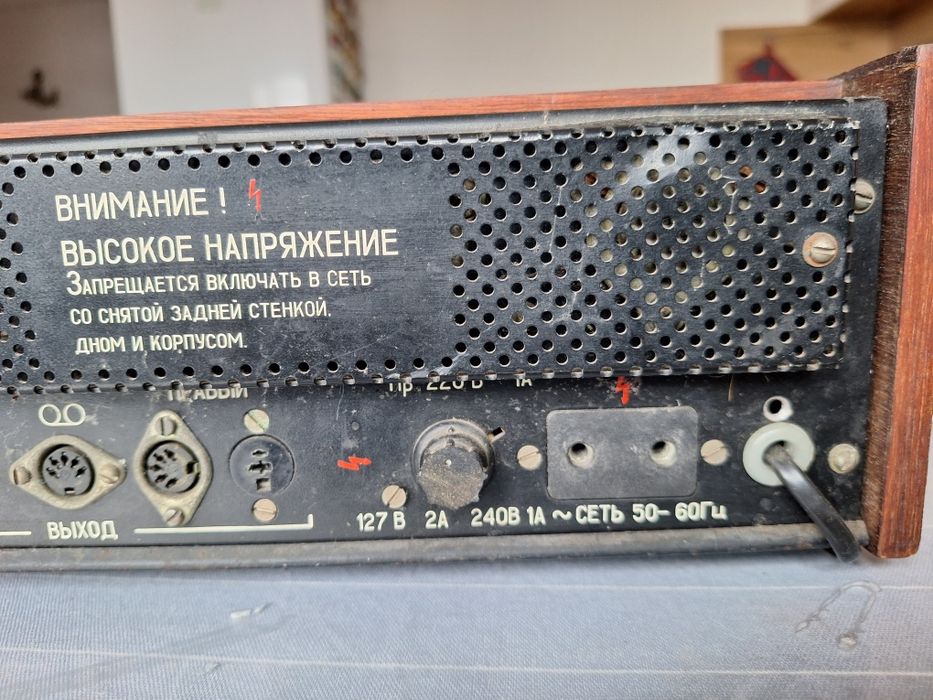 ВНИМАНИЕ !
ВЫСОКОЕ НАПРЯЖЕНИЕ
ЗАПРЕЩАЕТСЯ ВКЛЮЧАТЬ В СЕТЬ
СО СНЯТОЙ ЗАДНЕЙ СТЕНКОЙ,
ДНОМ И КОРПУСОМ.
ПРАВЫЙ
Пр. 220 В 1А
ВЫХОД
127 В 2А 240В 1А ~ СЕТЬ 50-60Гц